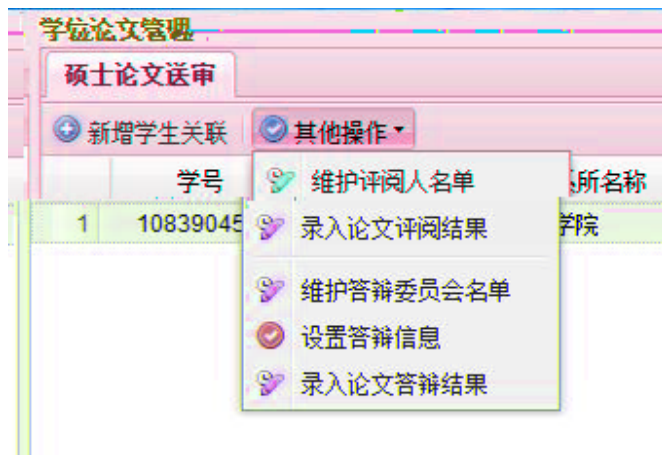 学位论文管理
硕士论文送审
新增学生关联 其他操作
学号 所名称
1 10839045 学院
维护评阅人名单
录入论文评阅结果
维护答辩委员会名单
设置答辩信息
录入论文答辩结果